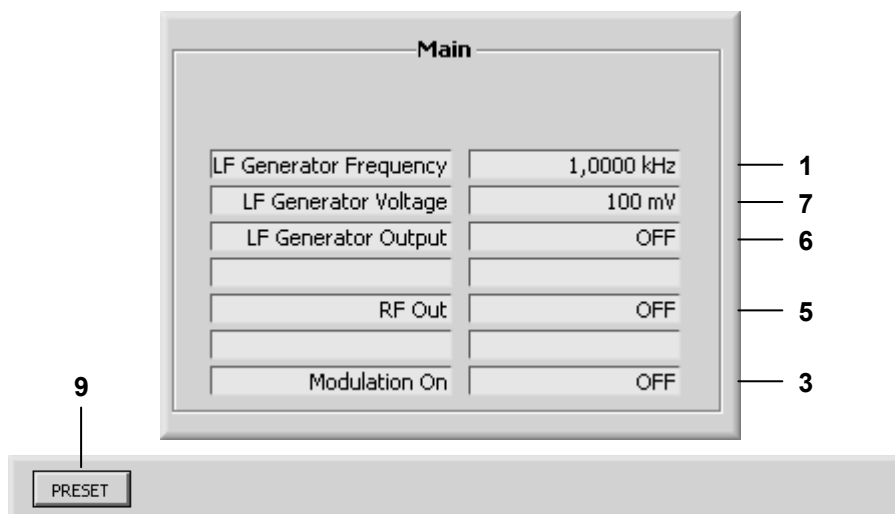 Main
LF Generator Frequency 1,0000 kHz 1
LF Generator Voltage 100 mV 7
LF Generator Output OFF 6
RF Out OFF 5
Modulation On OFF 3
9
PRESET